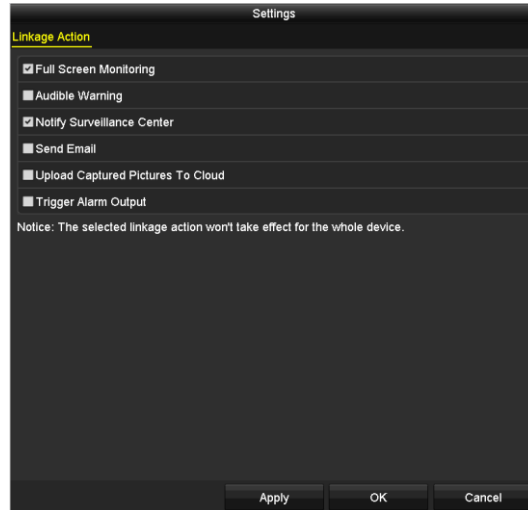 Settings
Linkage Action
Full Screen Monitoring
Audible Warning
Notify Surveillance Center
Send Email
Upload Captured Pictures To Cloud
Trigger Alarm Output
Notice: The selected linkage action won't take effect for the whole device.
Apply OK Cancel